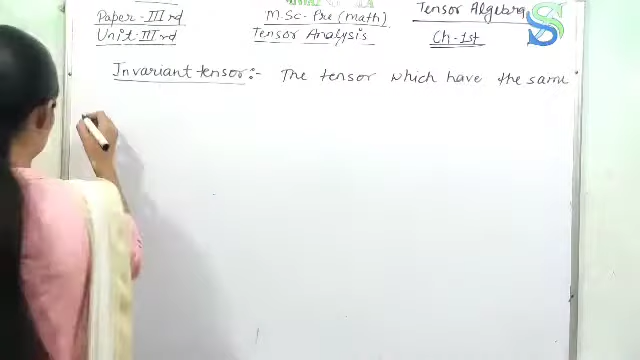 Paper-IIIrd M.Sc-Pre (Math) Tensor Algebra
Unit-IIIrd Tensor Analysis Ch-1st
Invariant tensor:- The tensor which have the same